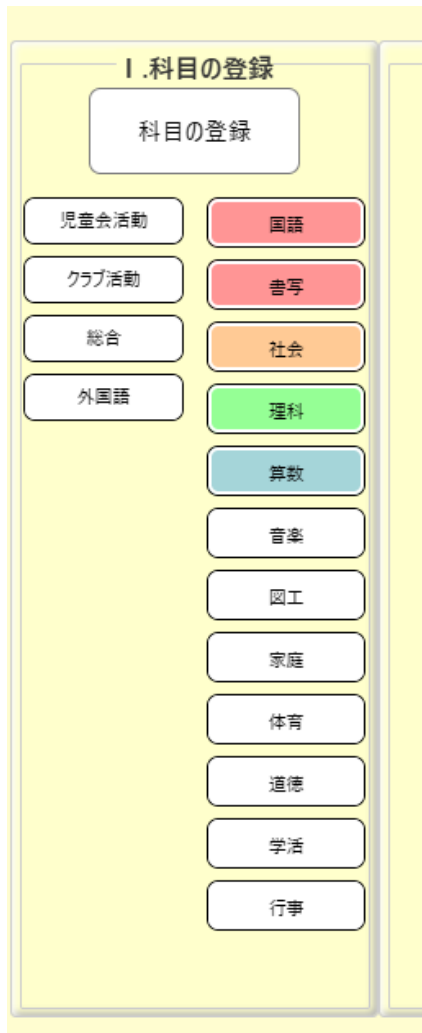 Ⅰ.科目の登録
科目の登録
児童会活動
クラブ活動
総合
外国語
国語
書写
社会
理科
算数
音楽
図工
家庭
体育
道徳
学活
行事